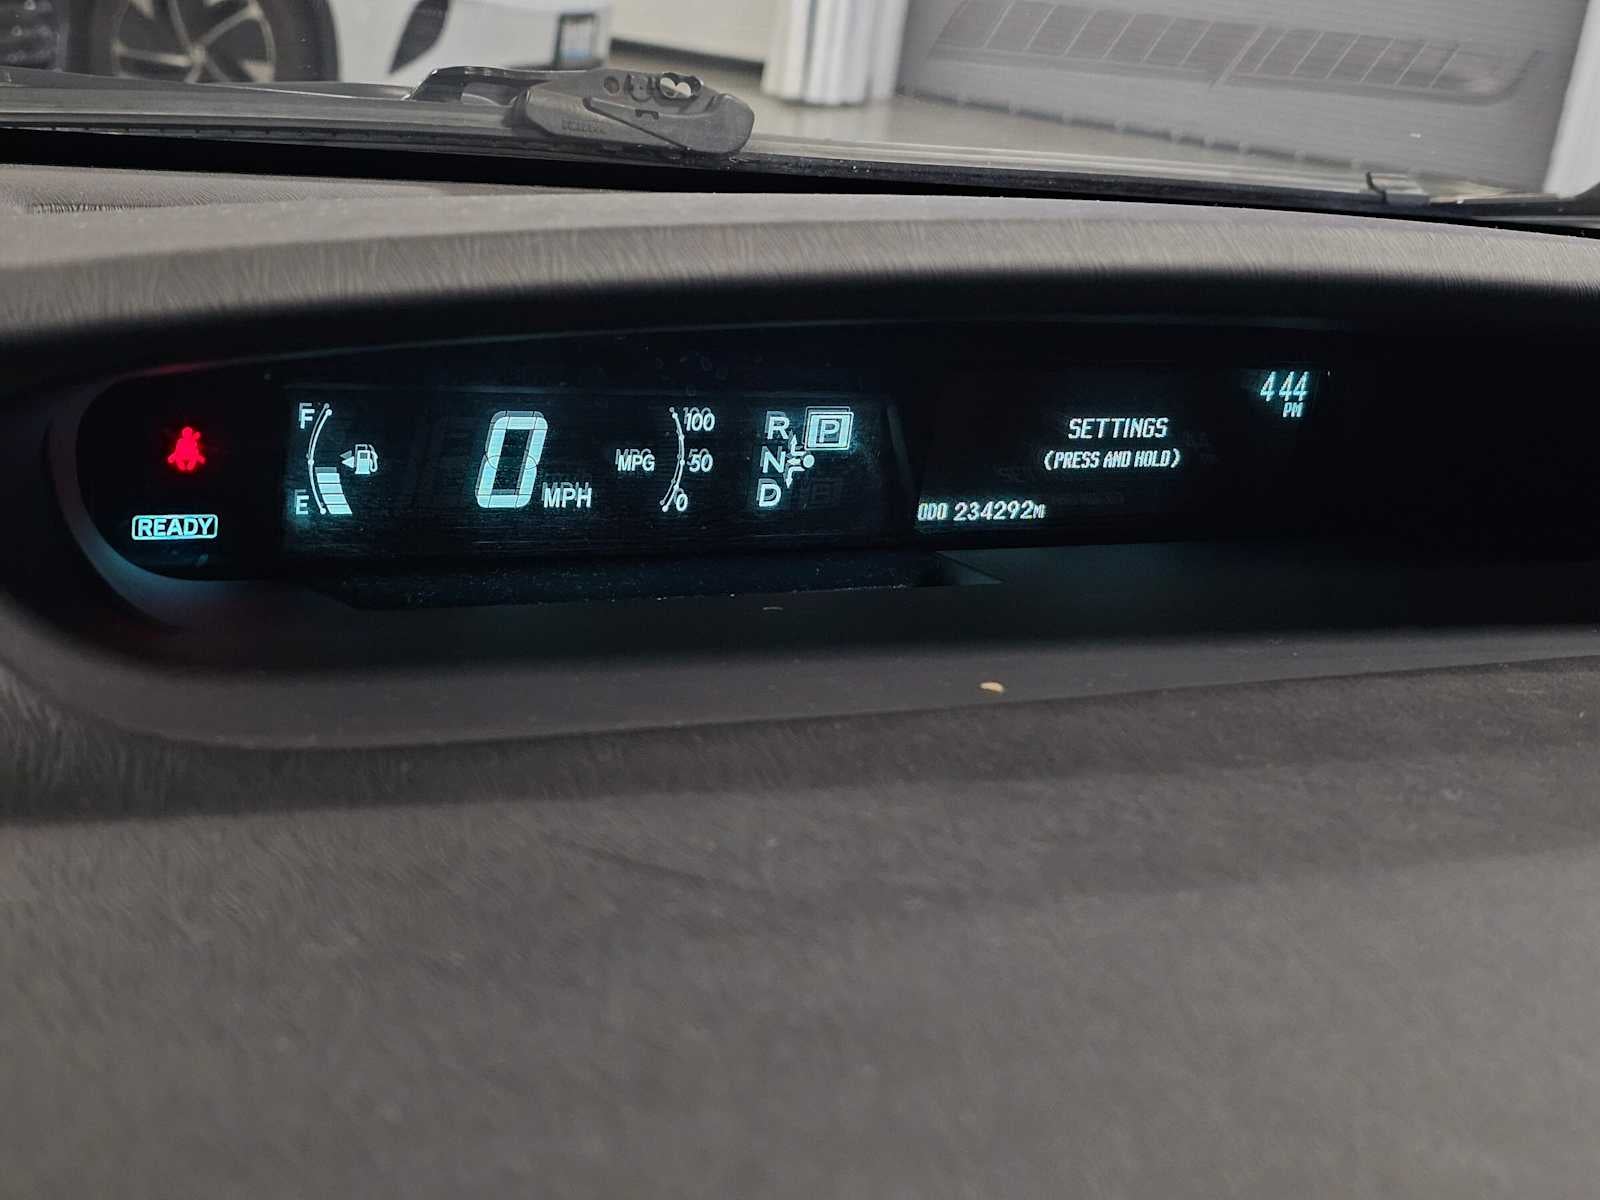 READY
F
E
0 MPH
MPG
100
50
0
R
N
D
P
4:44
PM
SETTINGS
(PRESS AND HOLD)
ODO 234292MI